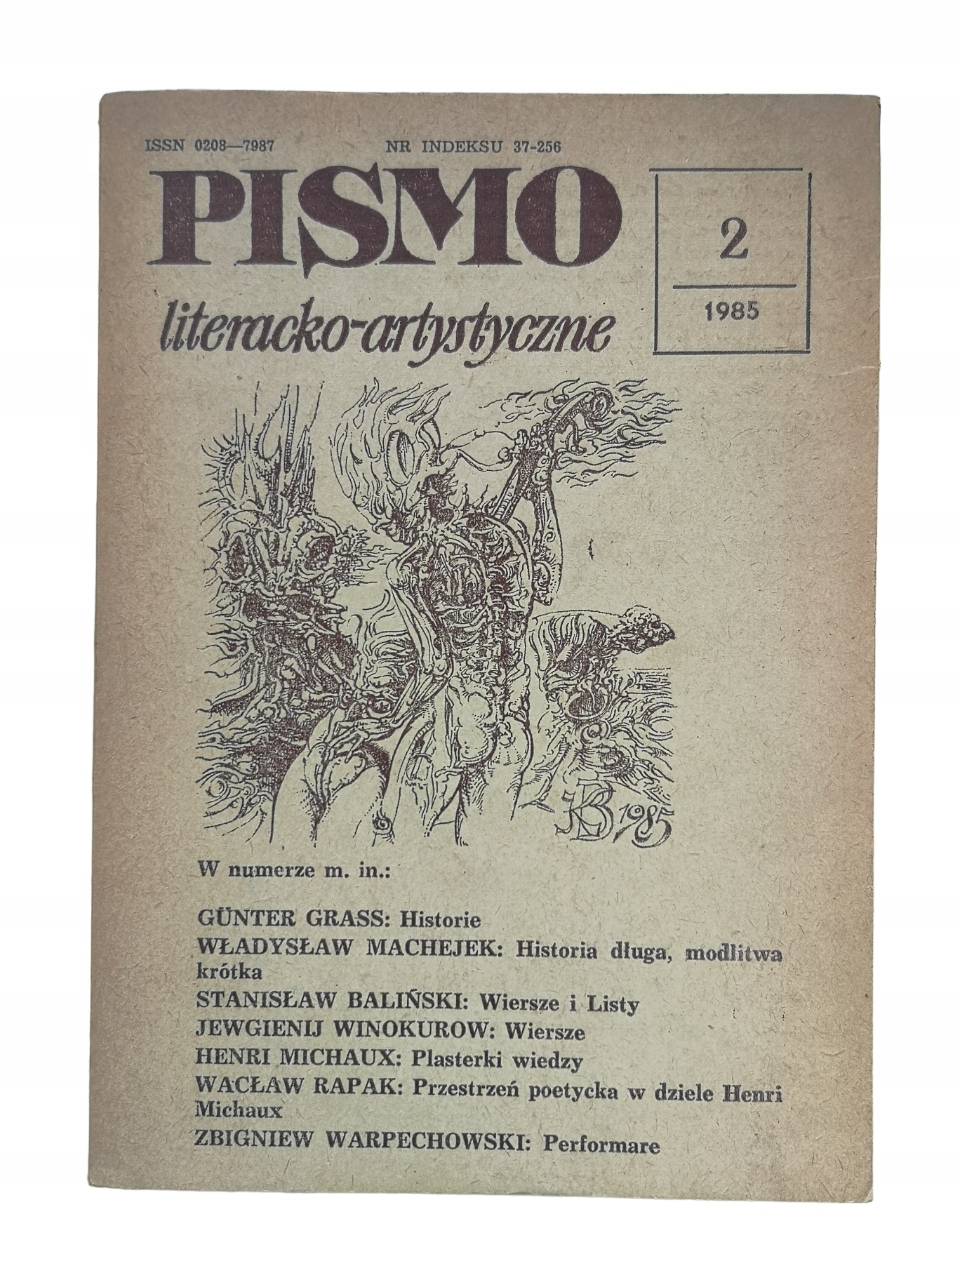 ISSN 0208—7987 NR INDEKSU 37-256
PISMO
literacko-artystyczne
2
1985
JKB 1985
W numerze m. in.:
GÜNTER GRASS: Historie
WŁADYSŁAW MACHEJEK: Historia długa, modlitwa
krótka
STANISŁAW BALIŃSKI: Wiersze i Listy
JEWGIENIJ WINOKUROW: Wiersze
HENRI MICHAUX: Plasterki wiedzy
WACŁAW RAPAK: Przestrzeń poetycka w dziele Henri
Michaux
ZBIGNIEW WARPECHOWSKI: Performare